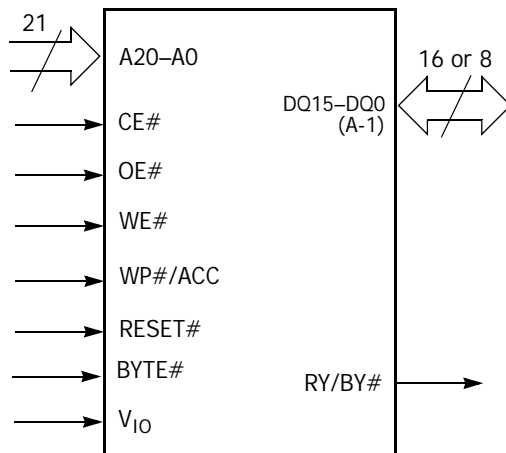 21
A20–A0
16 or 8
DQ15–DQ0
(A-1)
CE#
OE#
WE#
WP#/ACC
RESET#
BYTE#
RY/BY#
VIO